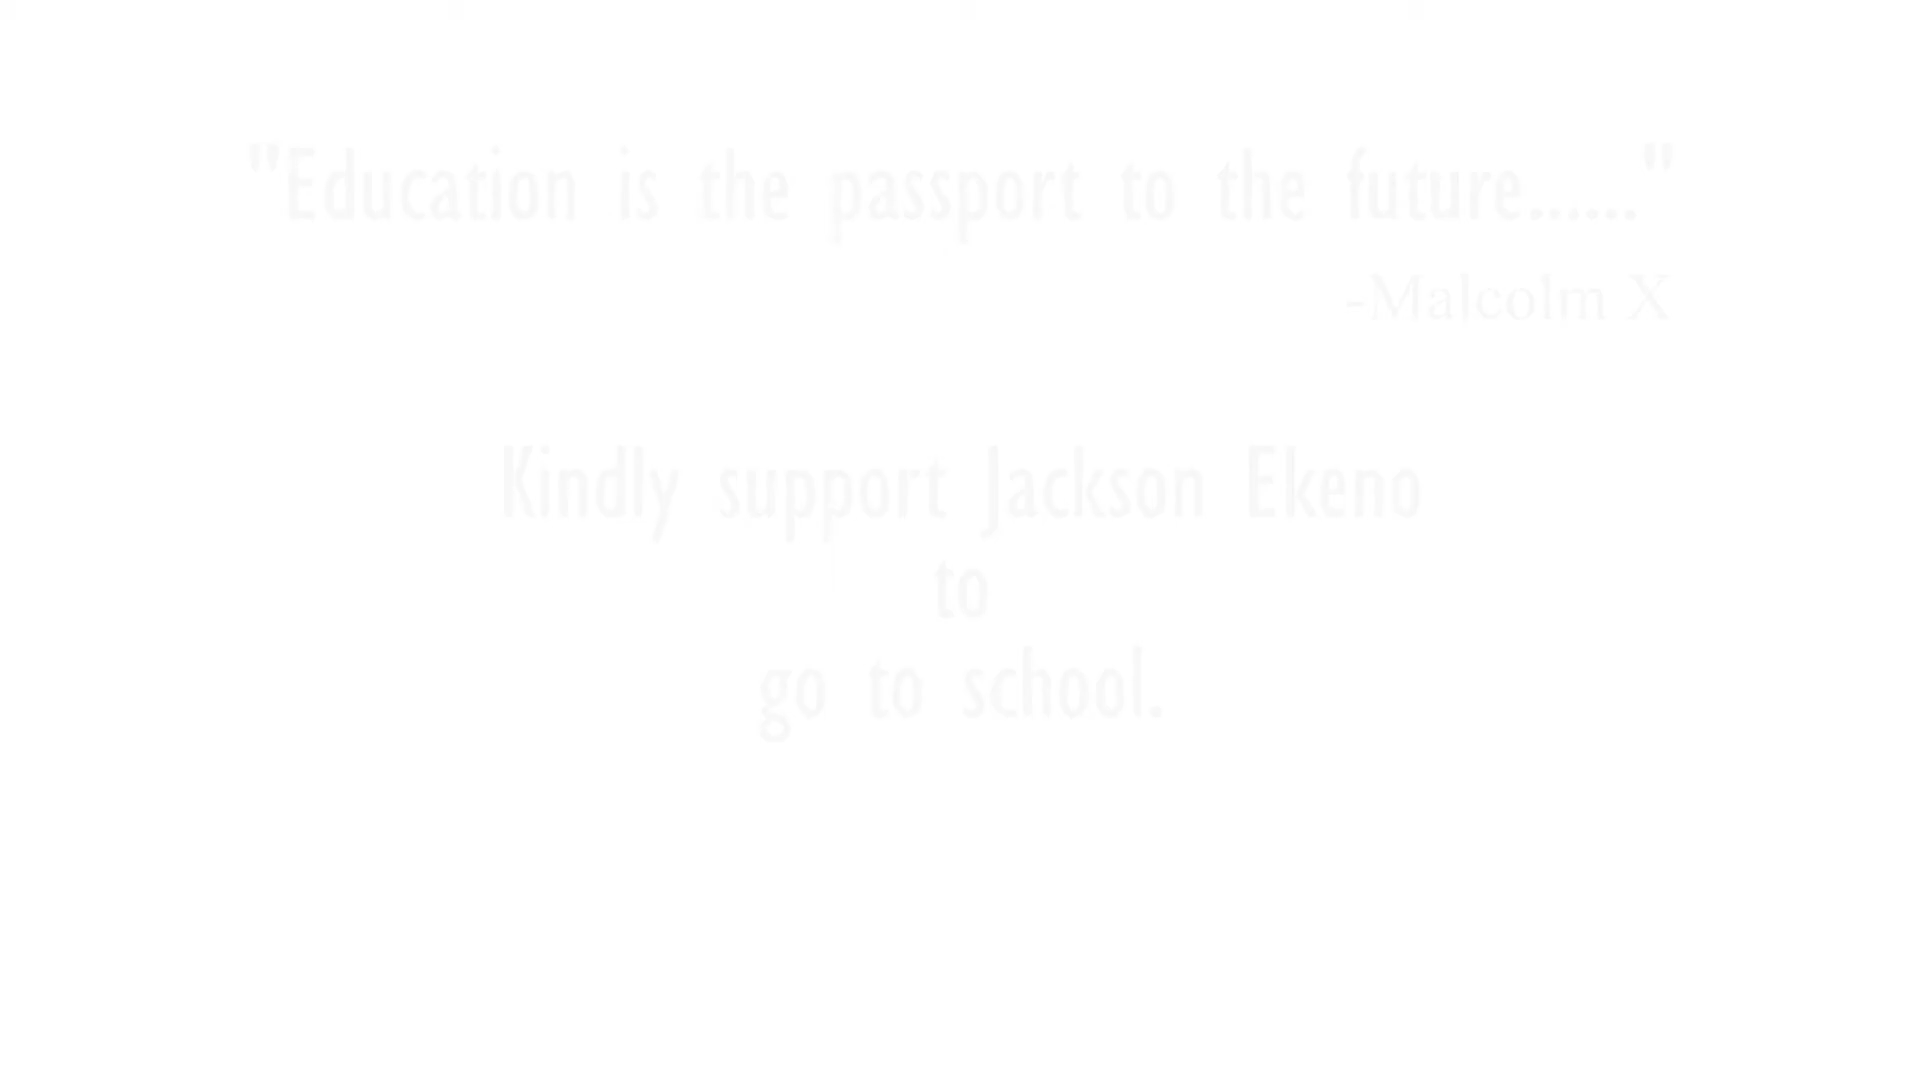 "Education is the passport to the future......"
-Malcolm X
Kindly support Jackson Ekeno
to
go to school.